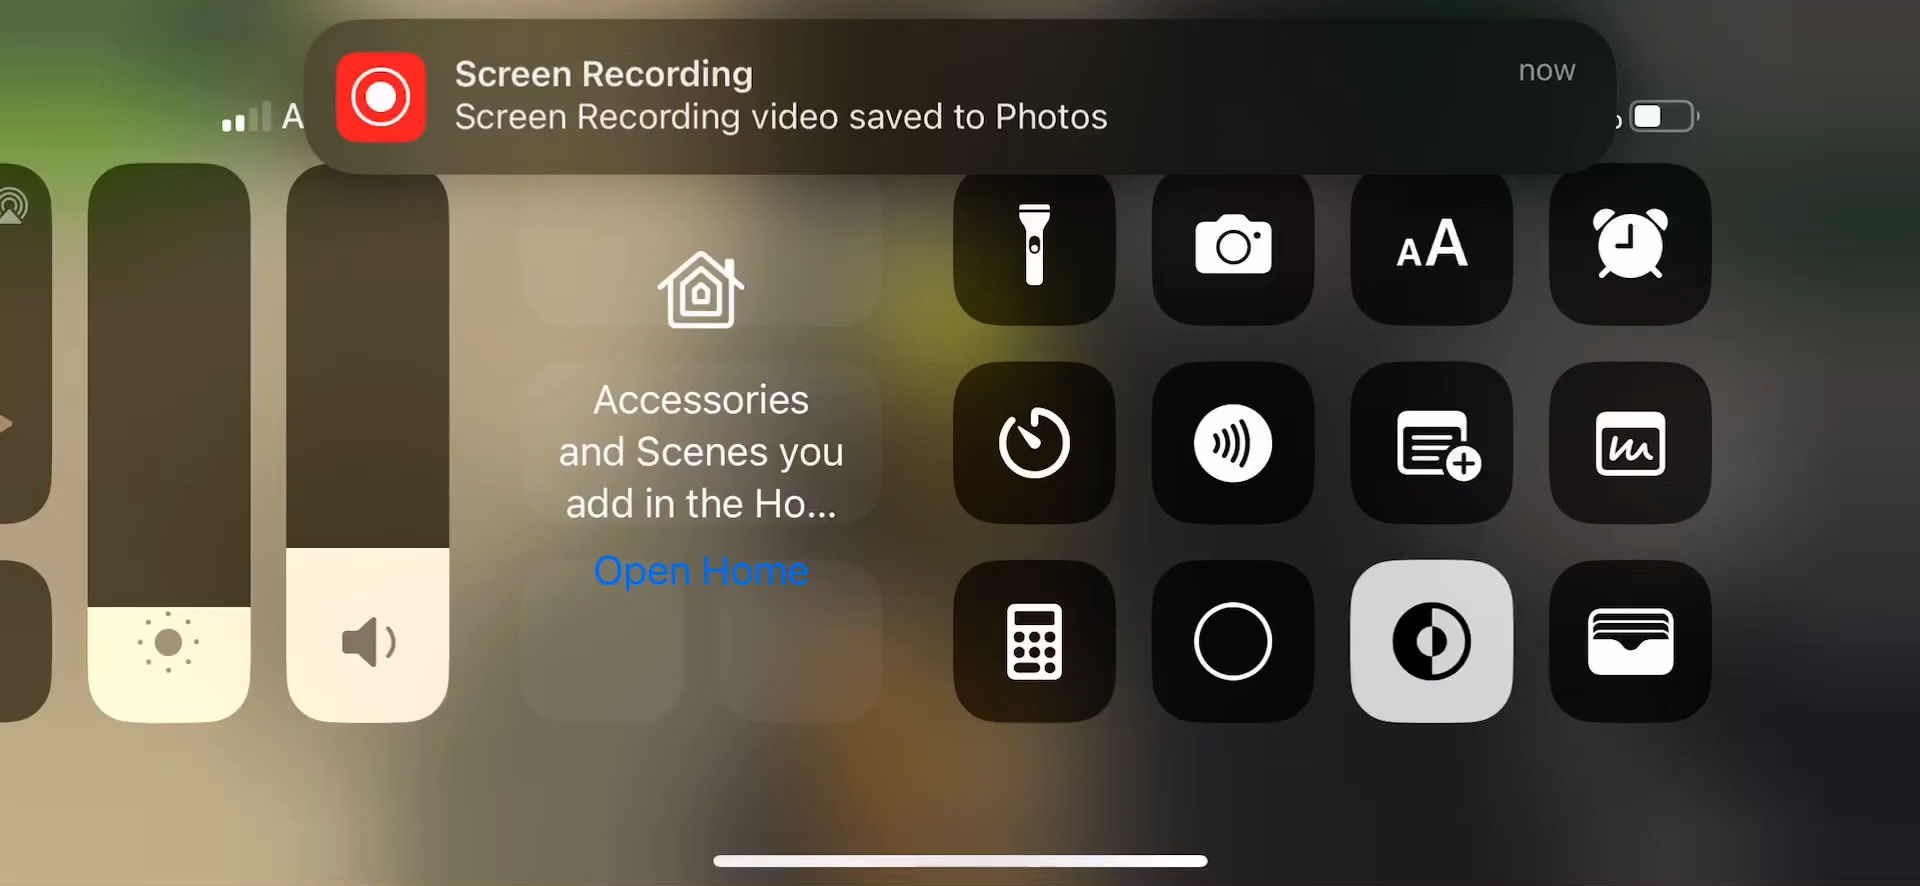 Screen Recording
now
Screen Recording video saved to Photos
A
AA
Accessories
and Scenes you
add in the Ho...
Open Home